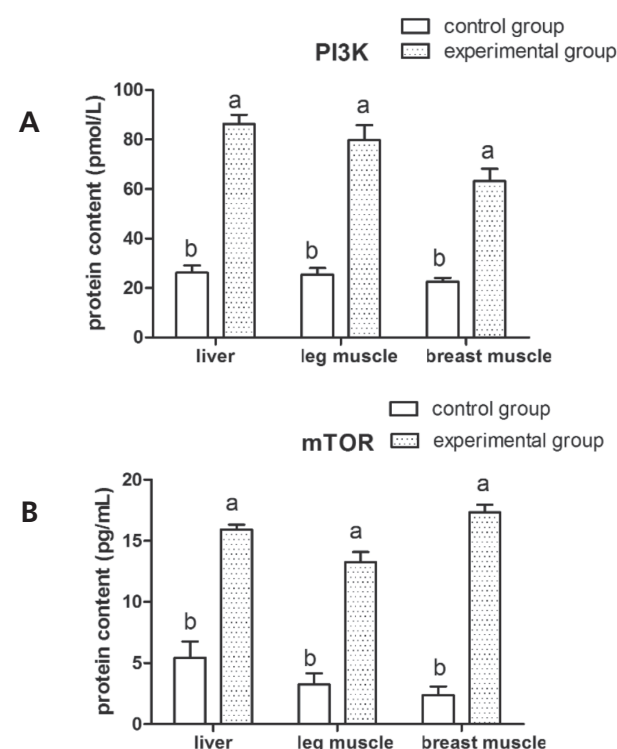 control group
PI3K experimental group
A
protein content (pmol/L)
100
80
60
40
20
0
a
a
a
b
b
b
liver leg muscle breast muscle
control group
mTOR experimental group
B
protein content (pg/mL)
20
15
10
5
0
a
a
a
b
b
b
liver leg muscle breast muscle